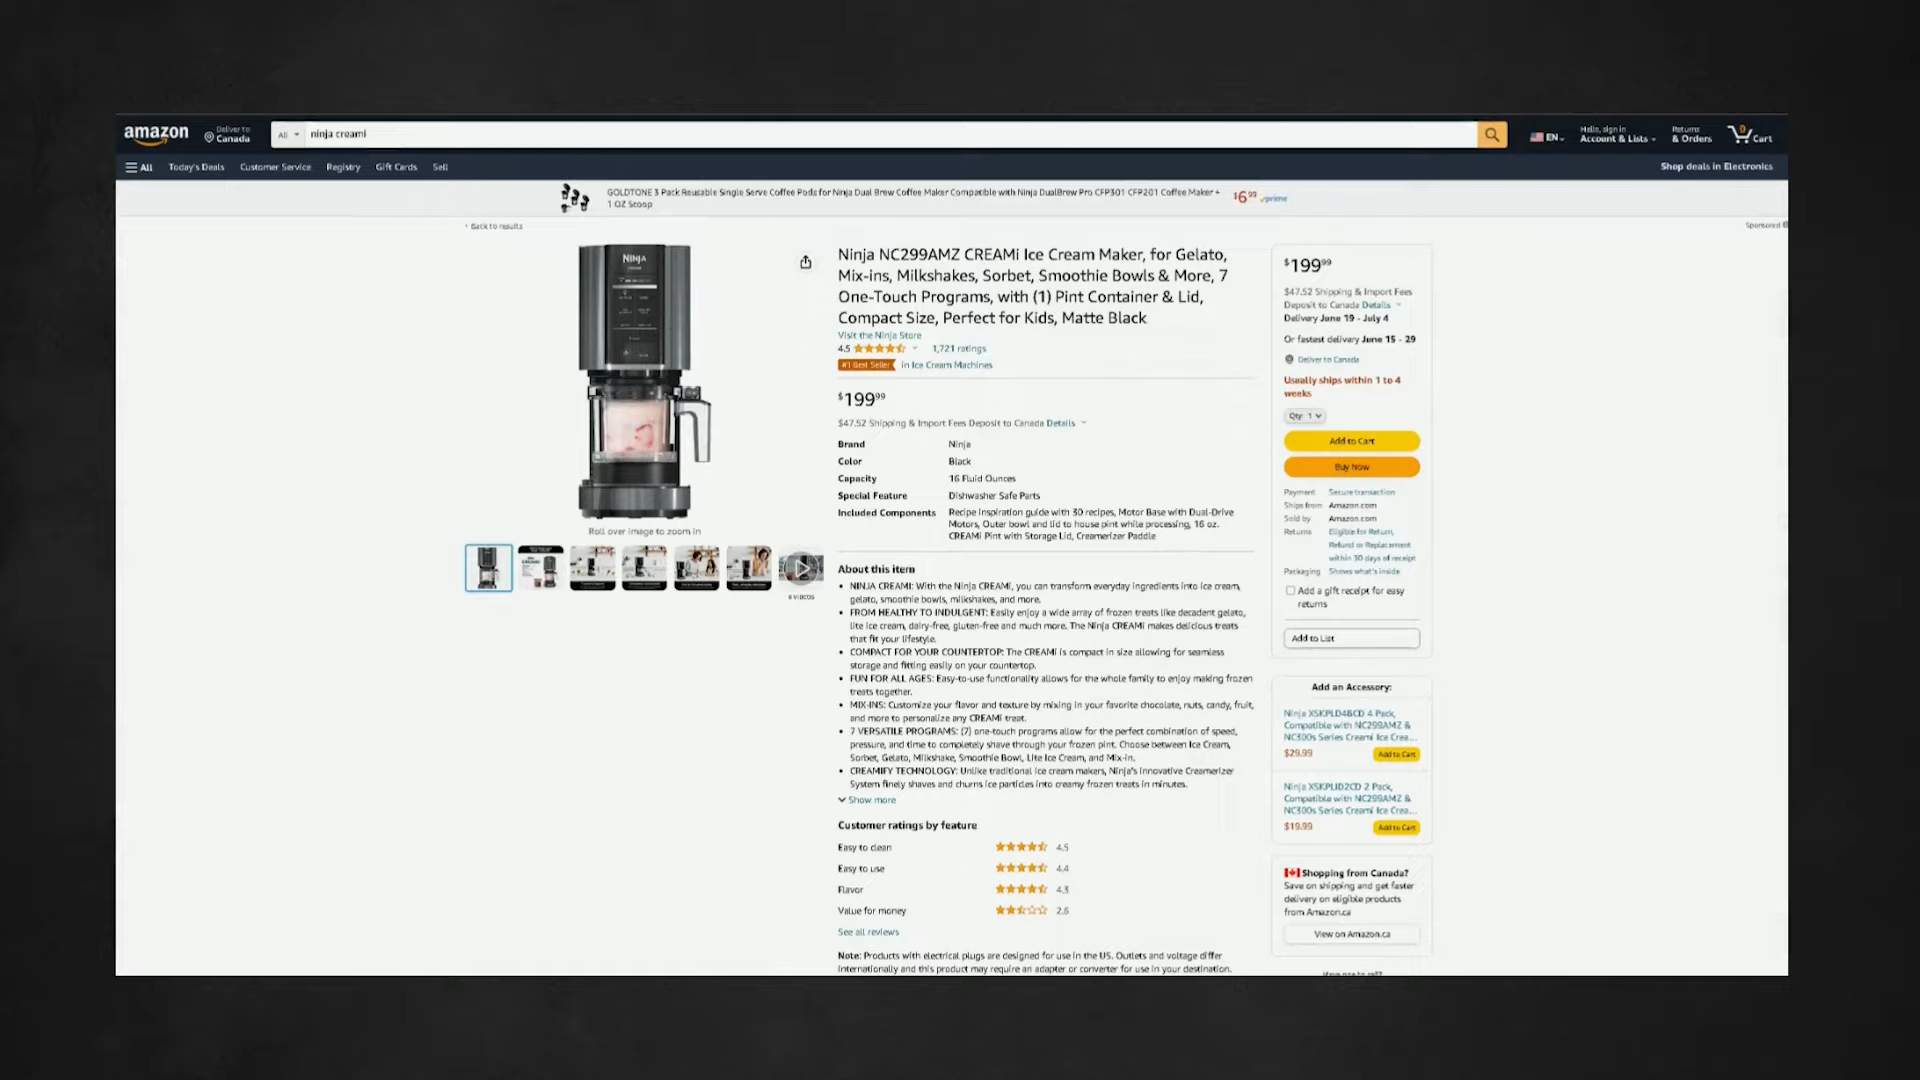 amazon
Deliver to
Canada
All
ninja creami
EN
Hello, sign in
Account & Lists
Returns
& Orders
0
Cart
All
Today's Deals
Customer Service
Registry
Gift Cards
Sell
Shop deals in Electronics
GOLDTONE 3 Pack Reusable Single Serve Coffee Pods for Ninja Dual Brew Coffee Maker Compatible with Ninja DualBrew Pro CFP301 CFP201 Coffee Maker +
1 OZ Scoop
$6.99 prime
‹ Back to results
Sponsored
NINJA
Roll over image to zoom in
6 VIDEOS
Ninja NC299AMZ CREAMi Ice Cream Maker, for Gelato,
Mix-ins, Milkshakes, Sorbet, Smoothie Bowls & More, 7
One-Touch Programs, with (1) Pint Container & Lid,
Compact Size, Perfect for Kids, Matte Black
Visit the Ninja Store
4.5 1,721 ratings
#1 Best Seller in Ice Cream Machines
$199.99
$47.52 Shipping & Import Fees Deposit to Canada Details
Brand Ninja
Color Black
Capacity 16 Fluid Ounces
Special Feature Dishwasher Safe Parts
Included Components Recipe inspiration guide with 30 recipes, Motor Base with Dual-Drive
Motors, Outer bowl and lid to house pint while processing, 16 oz.
CREAMi Pint with Storage Lid, Creamerizer Paddle
About this item
• NINJA CREAMI: With the Ninja CREAMi, you can transform everyday ingredients into ice cream,
gelato, smoothie bowls, milkshakes, and more.
• FROM HEALTHY TO INDULGENT: Easily enjoy a wide array of frozen treats like decadent gelato,
lite ice cream, dairy-free, gluten-free and much more. The Ninja CREAMi makes delicious treats
that fit your lifestyle.
• COMPACT FOR YOUR COUNTERTOP: The CREAMi is compact in size allowing for seamless
storage and fitting easily on your countertop.
• FUN FOR ALL AGES: Easy-to-use functionality allows for the whole family to enjoy making frozen
treats together.
• MIX-INS: Customize your flavor and texture by mixing in your favorite chocolate, nuts, candy, fruit,
and more to personalize any CREAMi treat.
• 7 VERSATILE PROGRAMS: (7) one-touch programs allow for the perfect combination of speed,
pressure, and time to completely shave through your frozen pint. Choose between Ice Cream,
Sorbet, Gelato, Milkshake, Smoothie Bowl, Lite Ice Cream, and Mix-in.
• CREAMIFY TECHNOLOGY: Unlike traditional ice cream makers, Ninja's innovative Creamerizer
System finely shaves and churns ice particles into creamy frozen treats in minutes.
Show more
Customer ratings by feature
Easy to clean 4.5
Easy to use 4.4
Flavor 4.3
Value for money 2.6
See all reviews
Note: Products with electrical plugs are designed for use in the US. Outlets and voltage differ
internationally and this product may require an adapter or converter for use in your destination.
$199.99
$47.52 Shipping & Import Fees
Deposit to Canada Details
Delivery June 19 - July 4
Or fastest delivery June 15 - 29
Deliver to Canada
Usually ships within 1 to 4
weeks
Qty: 1
Add to Cart
Buy Now
Payment Secure transaction
Ships from Amazon.com
Sold by Amazon.com
Returns Eligible for Return,
Refund or Replacement
within 30 days of receipt
Packaging Shows what's inside
Add a gift receipt for easy
returns
Add to List
Add an Accessory:
Ninja XSKPLD4BCD 4 Pack,
Compatible with NC299AMZ &
NC300s Series Creami Ice Crea...
$29.99 Add to Cart
Ninja XSKPLID2CD 2 Pack,
Compatible with NC299AMZ &
NC300s Series Creami Ice Crea...
$19.99 Add to Cart
Shopping from Canada?
Save on shipping and get faster
delivery on eligible products
from Amazon.ca
View on Amazon.ca